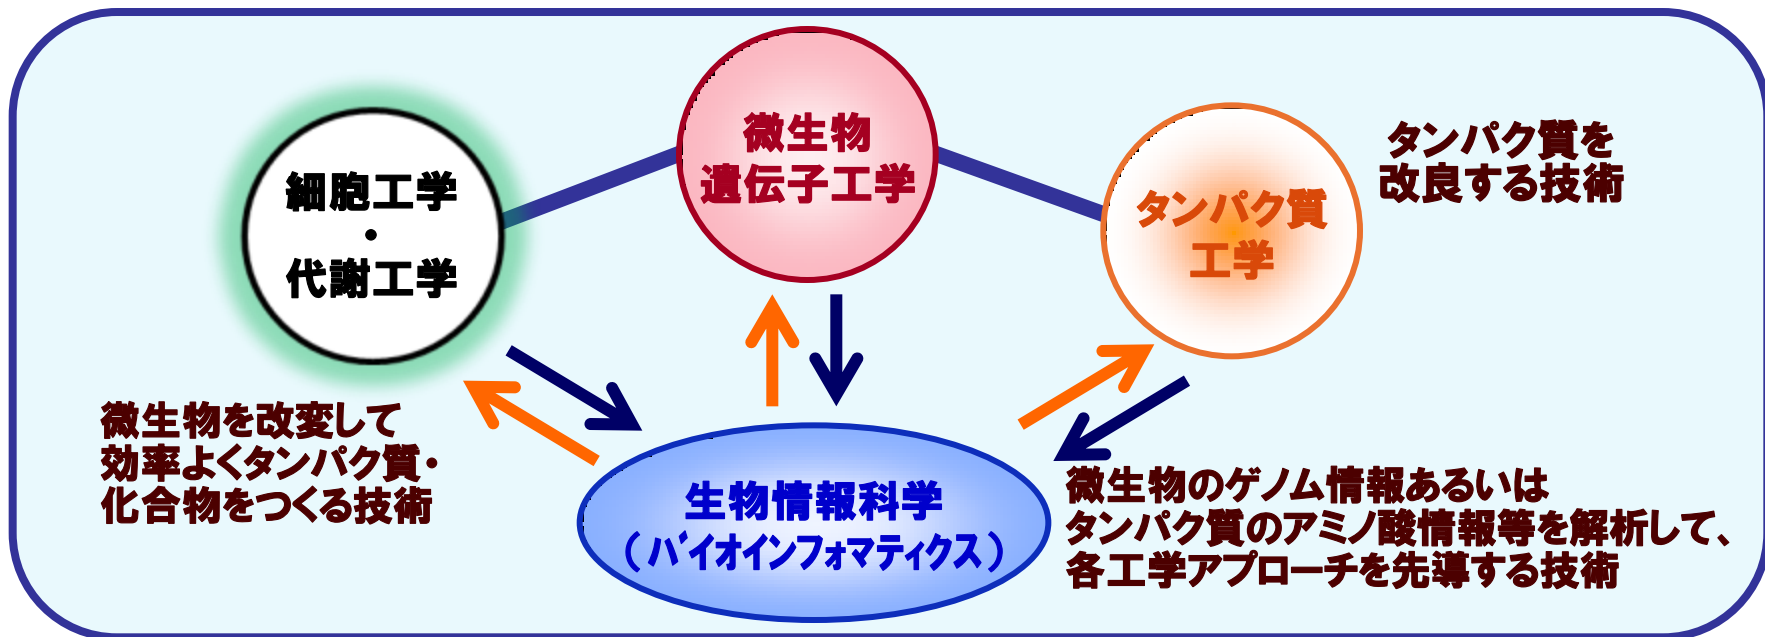 微生物
遺伝子工学
細胞工学
・
代謝工学
タンパク質
工学
タンパク質を
改良する技術
微生物を改変して
効率よくタンパク質・
化合物をつくる技術
生物情報科学
（バイオインフォマティクス）
微生物のゲノム情報あるいは
タンパク質のアミノ酸情報等を解析して、
各工学アプローチを先導する技術